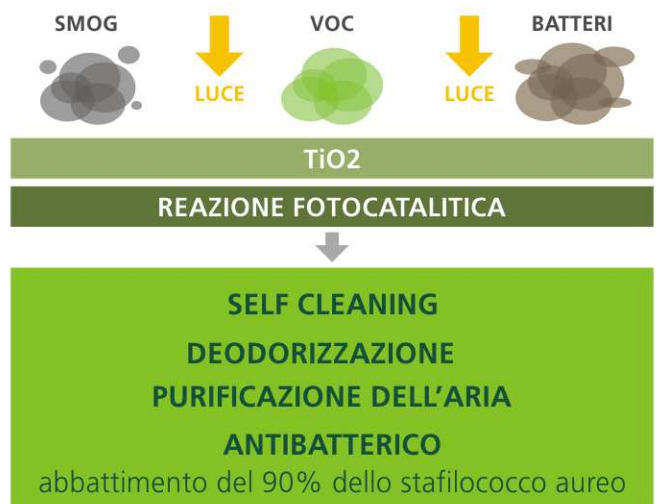 SMOG
VOC
BATTERI
LUCE
LUCE
TiO2
REAZIONE FOTOCATALITICA
SELF CLEANING
DEODORIZZAZIONE
PURIFICAZIONE DELL’ARIA
ANTIBATTERICO
abbattimento del 90% dello stafilococco aureo